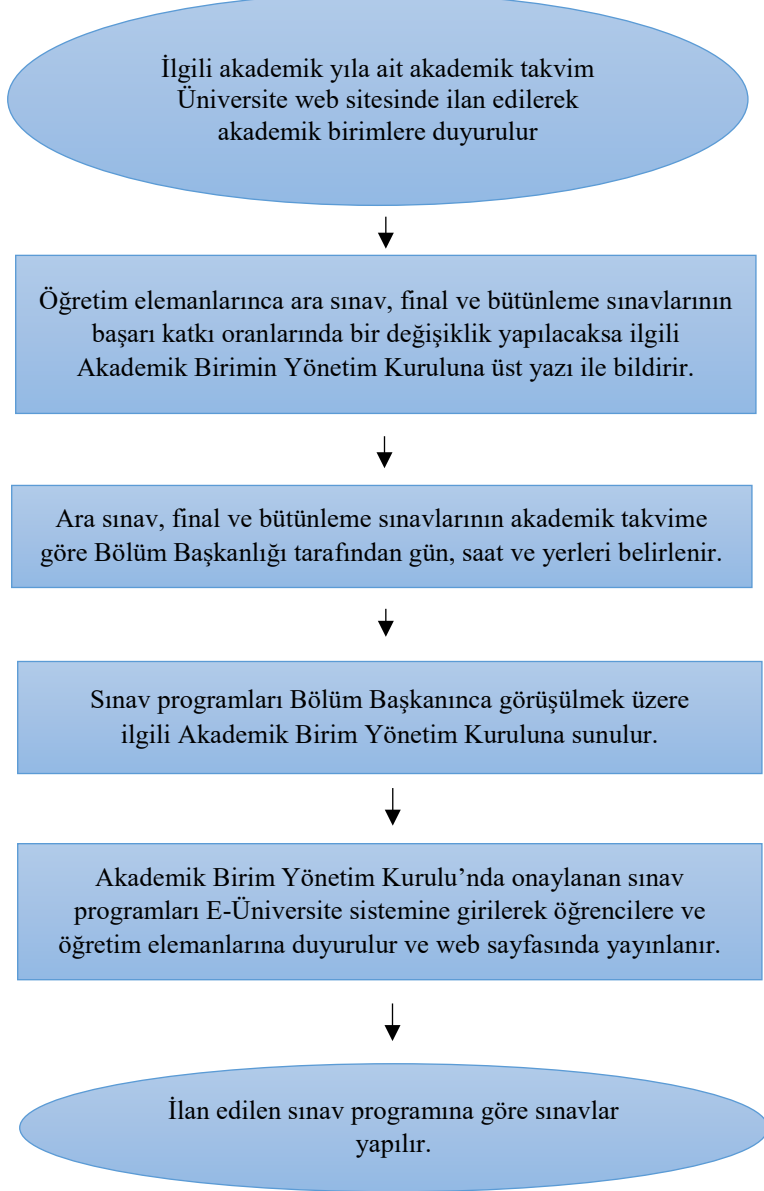 İlgili akademik yıla ait akademik takvim
Üniversite web sitesinde ilan edilerek
akademik birimlere duyurulur
Öğretim elemanlarınca ara sınav, final ve bütünleme sınavlarının
başarı katkı oranlarında bir değişiklik yapılacaksa ilgili
Akademik Birimin Yönetim Kuruluna üst yazı ile bildirir.
Ara sınav, final ve bütünleme sınavlarının akademik takvime
göre Bölüm Başkanlığı tarafından gün, saat ve yerleri belirlenir.
Sınav programları Bölüm Başkanınca görüşülmek üzere
ilgili Akademik Birim Yönetim Kuruluna sunulur.
Akademik Birim Yönetim Kurulu’nda onaylanan sınav
programları E-Üniversite sistemine girilerek öğrencilere ve
öğretim elemanlarına duyurulur ve web sayfasında yayınlanır.
İlan edilen sınav programına göre sınavlar
yapılır.